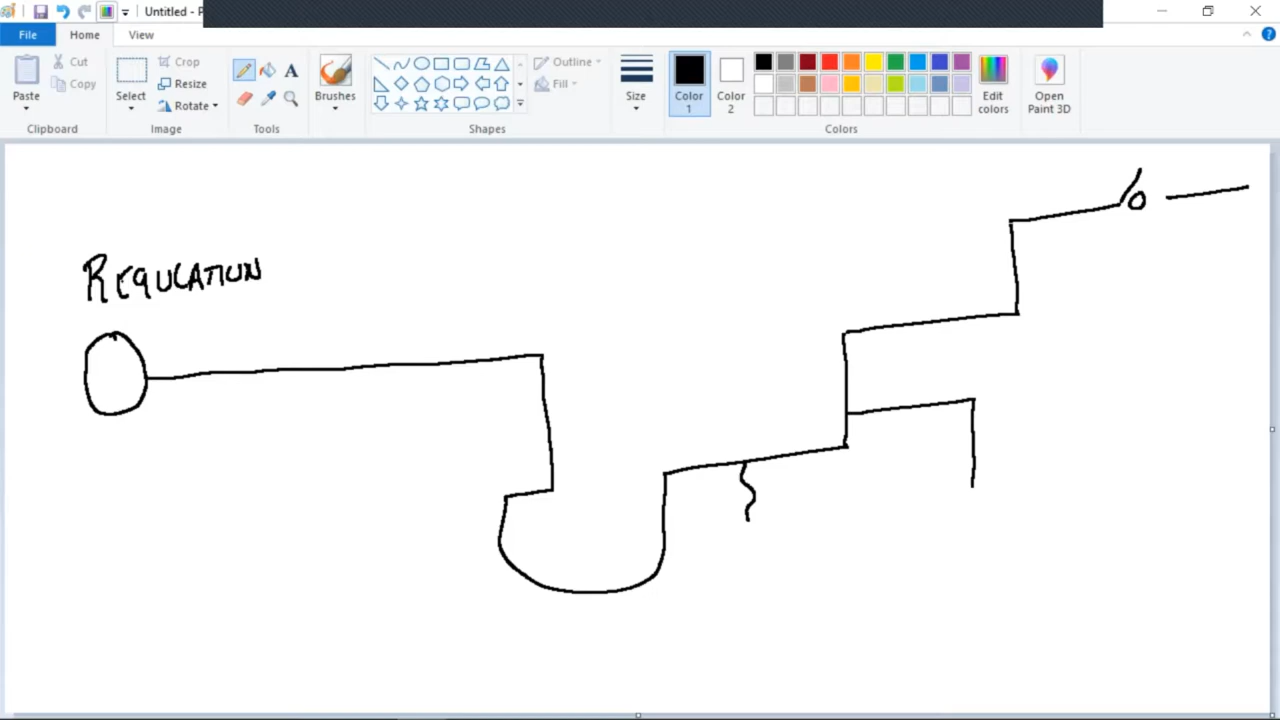 Untitled - P
File
Home
View
Paste
Cut
Copy
Clipboard
Select
Crop
Resize
Rotate
Image
A
Tools
Brushes
Outline
Fill
Shapes
Size
Color
1
Color
2
Edit
colors
Colors
Open
Paint 3D
REGULATION